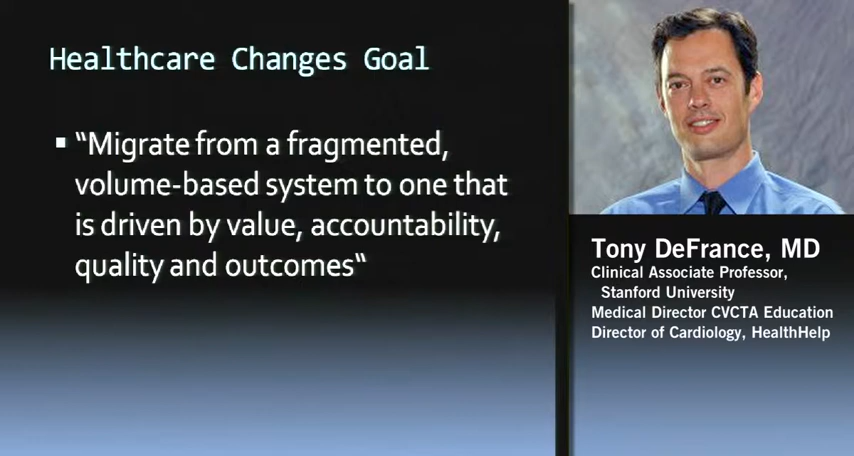 Healthcare Changes Goal
“Migrate from a fragmented,
volume-based system to one that
is driven by value, accountability,
quality and outcomes“
Tony DeFrance, MD
Clinical Associate Professor,
Stanford University
Medical Director CVCTA Education
Director of Cardiology, HealthHelp